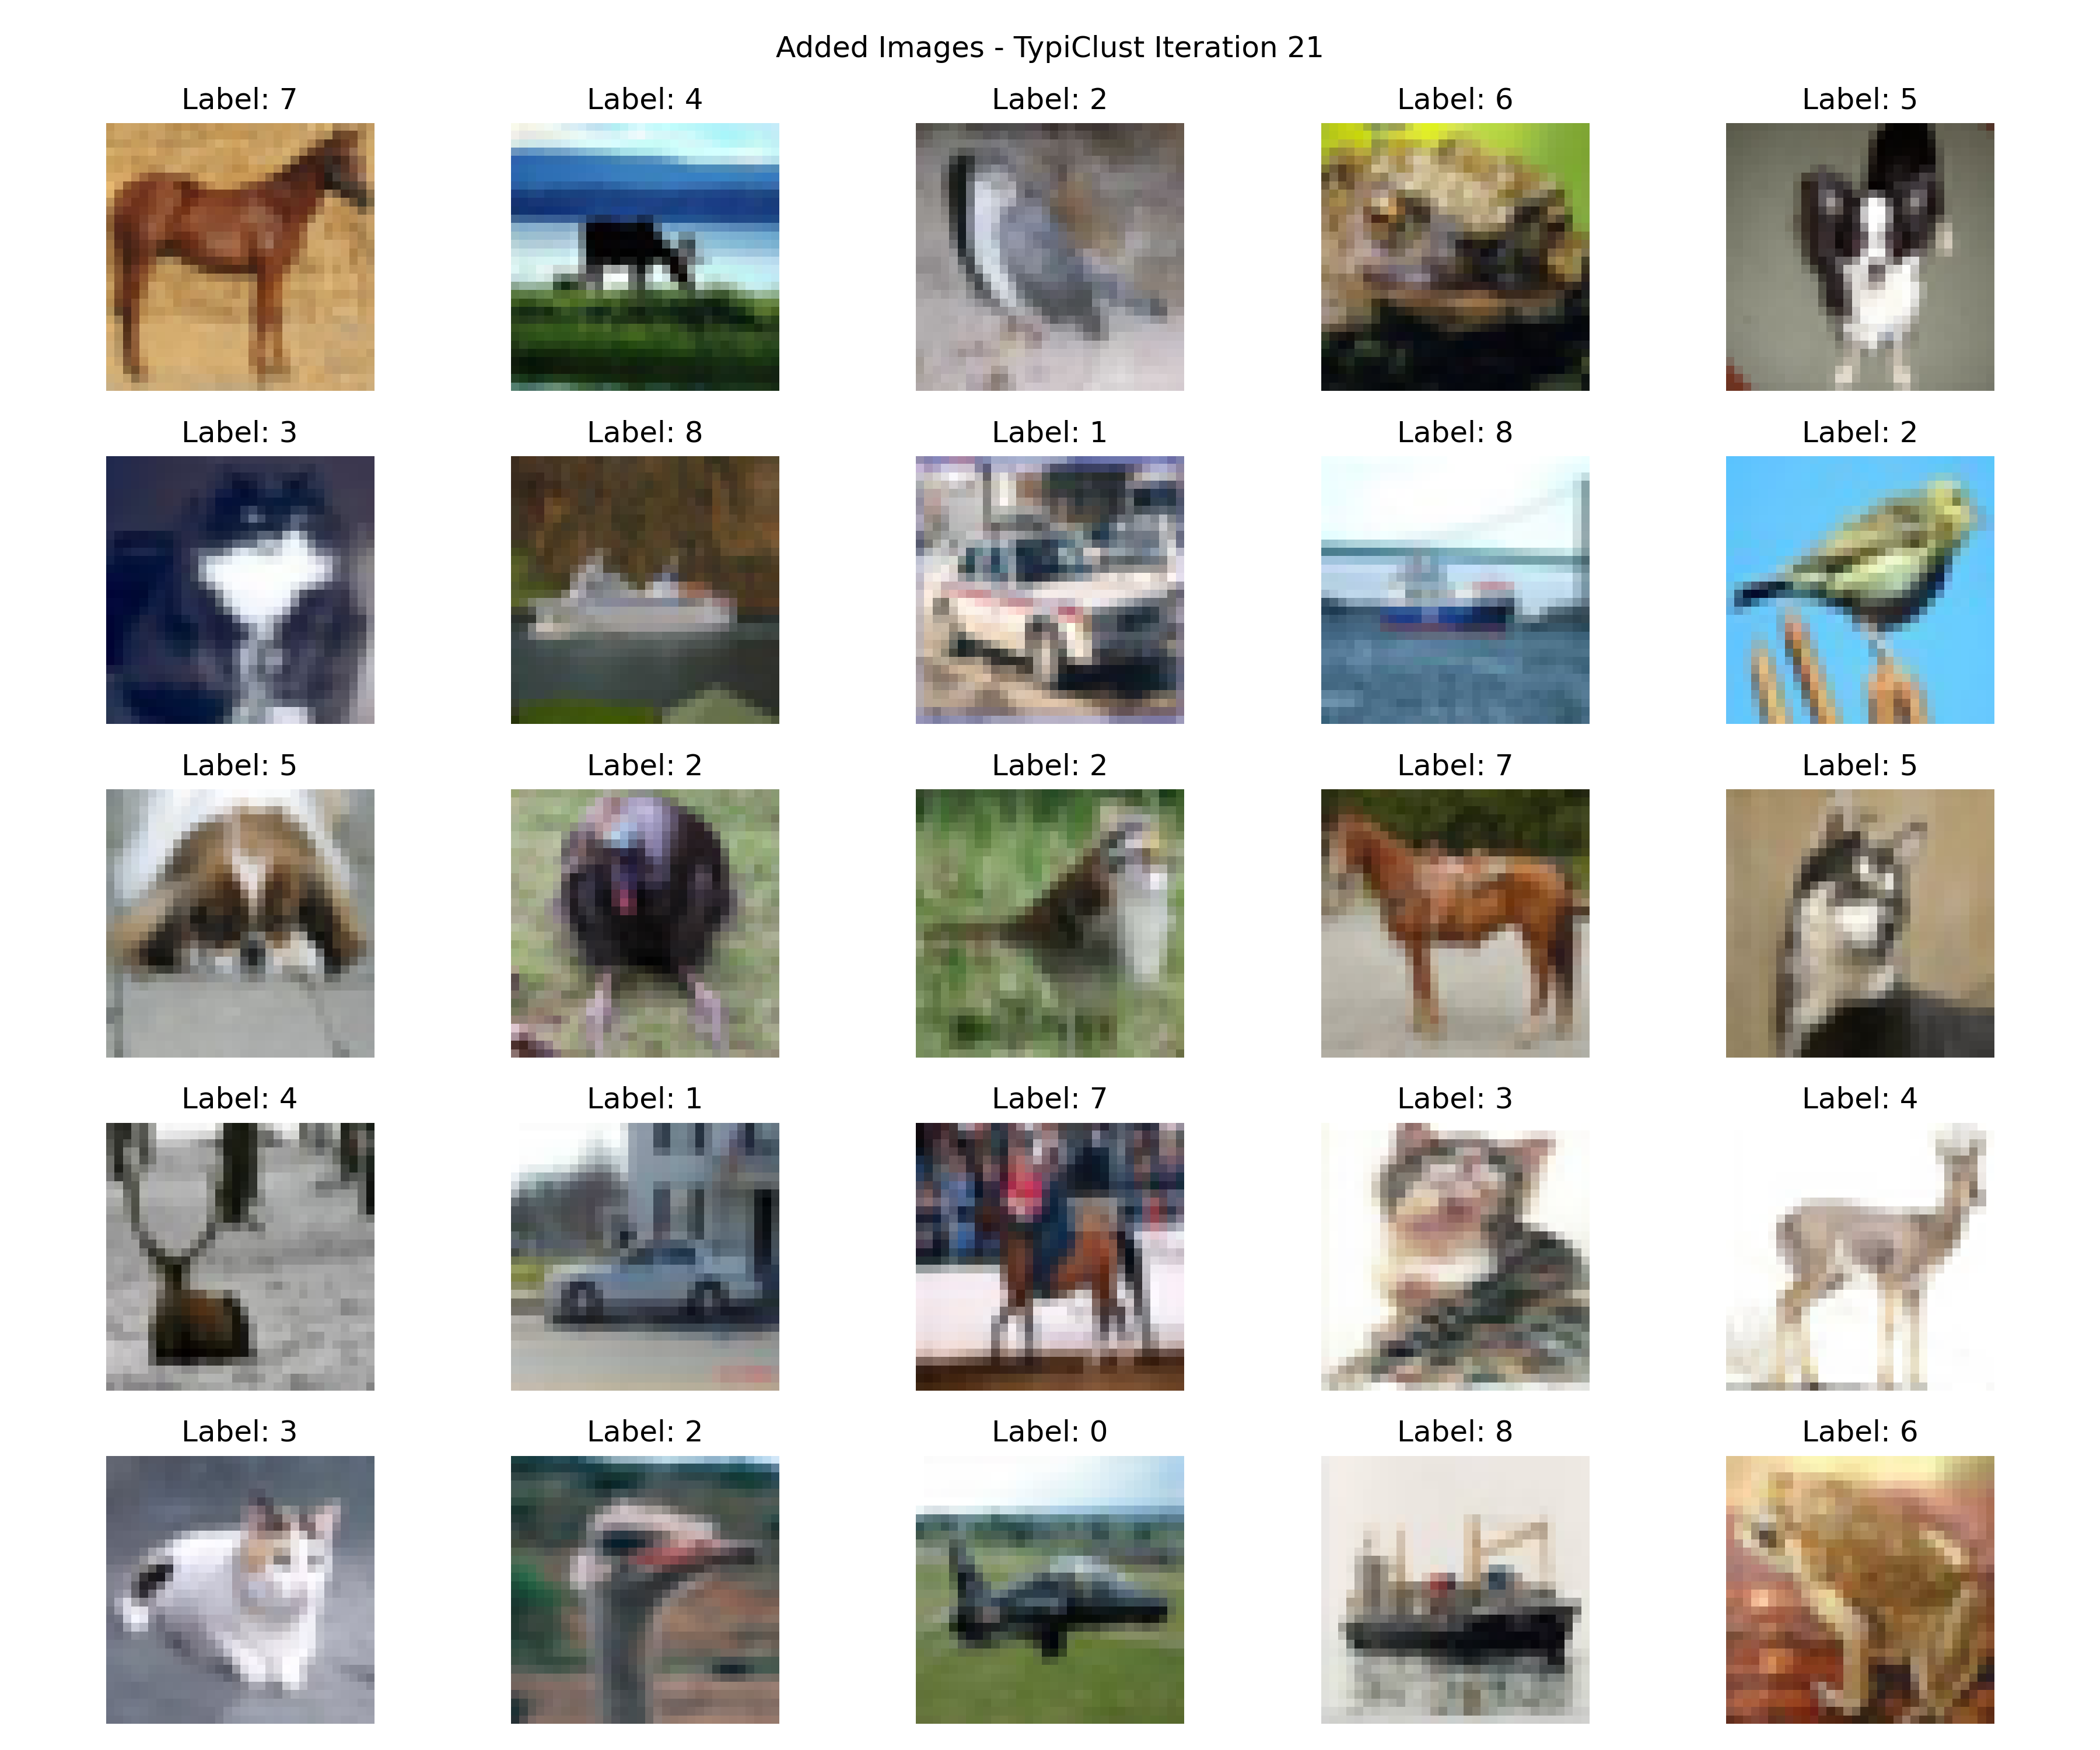 Added Images - TypiClust Iteration 21
Label: 7 Label: 4 Label: 2 Label: 6 Label: 5
Label: 3 Label: 8 Label: 1 Label: 8 Label: 2
Label: 5 Label: 2 Label: 2 Label: 7 Label: 5
Label: 4 Label: 1 Label: 7 Label: 3 Label: 4
Label: 3 Label: 2 Label: 0 Label: 8 Label: 6